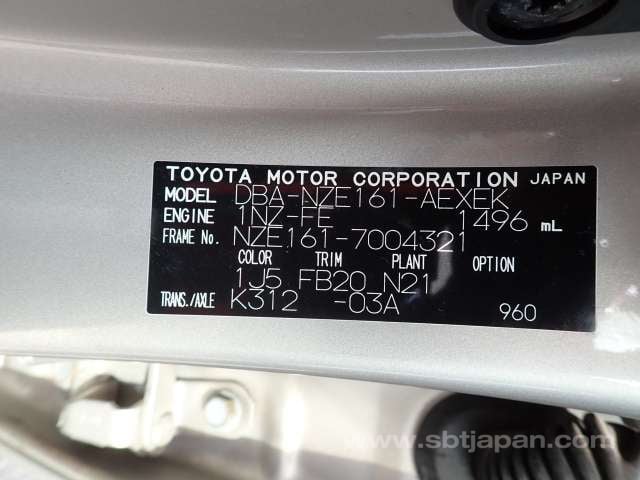 TOYOTA MOTOR CORPORATION JAPAN
MODEL DBA-NZE161-AEXEK
ENGINE 1NZ-FE 1496 mL
FRAME No. NZE161-7004321
COLOR TRIM PLANT OPTION
1J5 FB20 N21
TRANS./AXLE K312 -03A 960
www.sbtjapan.com